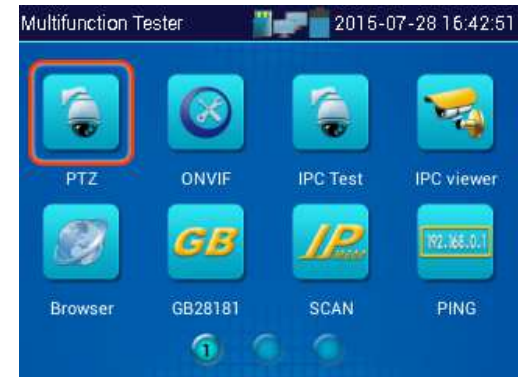 Multifunction Tester 2015-07-28 16:42:51
PTZ ONVIF IPC Test IPC viewer
GB IP 192.168.0.1
Browser GB28181 SCAN PING
1